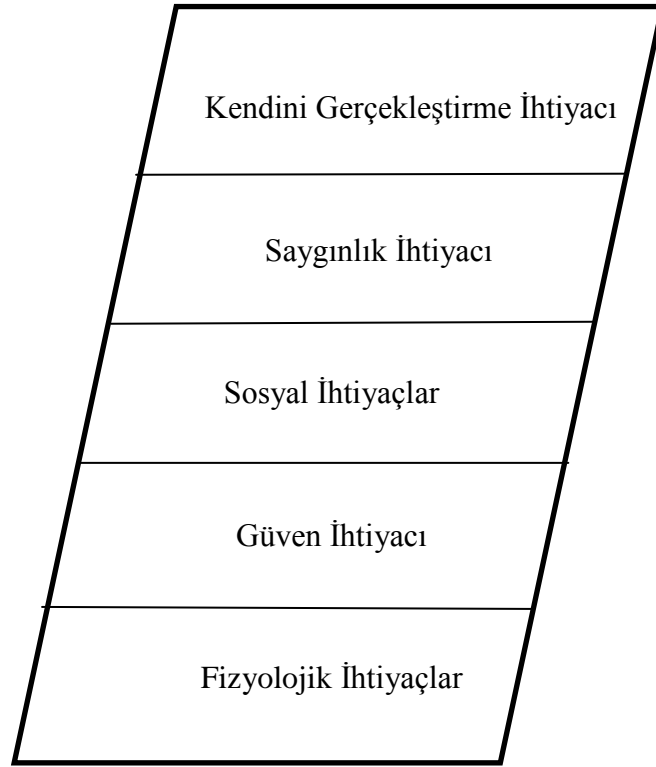 Kendini Gerçekleştirme İhtiyacı
Saygınlık İhtiyacı
Sosyal İhtiyaçlar
Güven İhtiyacı
Fizyolojik İhtiyaçlar